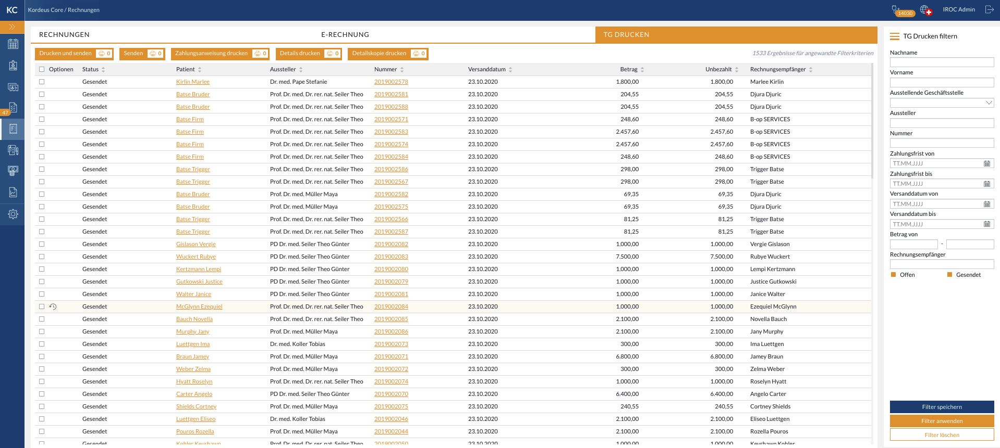 KC Kordeus Core / Rechnungen 14030 IROC Admin
47
RECHNUNGEN E-RECHNUNG TG DRUCKEN
Drucken und senden 0 Senden 0 Zahlungsanweisung drucken 0 Details drucken 0 Detailskopie drucken 0 1533 Ergebnisse für angewandte Filterkriterien
Optionen Status Patient Aussteller Nummer Versanddatum Betrag Unbezahlt Rechnungsempfänger
Gesendet Kirlin Marlee Dr. med. Pape Stefanie 2019002578 23.10.2020 1.800,00 1.800,00 Marlee Kirlin
Gesendet Batse Bruder Prof. Dr. med. Dr. rer. nat. Seiler Theo 2019002581 23.10.2020 204,55 204,55 Djura Djuric
Gesendet Batse Bruder Prof. Dr. med. Dr. rer. nat. Seiler Theo 2019002588 23.10.2020 204,55 204,55 Djura Djuric
Gesendet Batse Firm Prof. Dr. med. Dr. rer. nat. Seiler Theo 2019002571 23.10.2020 248,60 248,60 B-op SERVICES
Gesendet Batse Firm Prof. Dr. med. Dr. rer. nat. Seiler Theo 2019002583 23.10.2020 2.457,60 2.457,60 B-op SERVICES
Gesendet Batse Firm Prof. Dr. med. Dr. rer. nat. Seiler Theo 2019002574 23.10.2020 2.457,60 2.457,60 B-op SERVICES
Gesendet Batse Firm Prof. Dr. med. Dr. rer. nat. Seiler Theo 2019002584 23.10.2020 248,60 248,60 B-op SERVICES
Gesendet Batse Trigger Prof. Dr. med. Dr. rer. nat. Seiler Theo 2019002586 23.10.2020 298,00 298,00 Trigger Batse
Gesendet Batse Trigger Prof. Dr. med. Dr. rer. nat. Seiler Theo 2019002567 23.10.2020 298,00 298,00 Trigger Batse
Gesendet Batse Bruder Prof. Dr. med. Müller Maya 2019002582 23.10.2020 69,35 69,35 Djura Djuric
Gesendet Batse Bruder Prof. Dr. med. Müller Maya 2019002575 23.10.2020 69,35 69,35 Djura Djuric
Gesendet Batse Trigger Prof. Dr. med. Dr. rer. nat. Seiler Theo 2019002566 23.10.2020 81,25 81,25 Trigger Batse
Gesendet Batse Trigger Prof. Dr. med. Dr. rer. nat. Seiler Theo 2019002587 23.10.2020 81,25 81,25 Trigger Batse
Gesendet Gislason Vergie PD Dr. med. Seiler Theo Günter 2019002082 23.10.2020 1.000,00 1.000,00 Vergie Gislason
Gesendet Wuckert Rubye PD Dr. med. Seiler Theo Günter 2019002083 23.10.2020 7.500,00 7.500,00 Rubye Wuckert
Gesendet Kertzmann Lempi PD Dr. med. Seiler Theo Günter 2019002080 23.10.2020 1.000,00 1.000,00 Lempi Kertzmann
Gesendet Gutkowski Justice PD Dr. med. Seiler Theo Günter 2019002079 23.10.2020 1.000,00 1.000,00 Justice Gutkowski
Gesendet Walter Janice PD Dr. med. Seiler Theo Günter 2019002081 23.10.2020 1.000,00 1.000,00 Janice Walter
Gesendet McGlynn Ezequiel Prof. Dr. med. Dr. rer. nat. Seiler Theo 2019002084 23.10.2020 1.000,00 1.000,00 Ezequiel McGlynn
Gesendet Bauch Novella Prof. Dr. med. Dr. rer. nat. Seiler Theo 2019002085 23.10.2020 2.100,00 2.100,00 Novella Bauch
Gesendet Murphy Jany Prof. Dr. med. Müller Maya 2019002086 23.10.2020 2.100,00 2.100,00 Jany Murphy
Gesendet Luettgen Ima Dr. med. Koller Tobias 2019002073 23.10.2020 300,00 300,00 Ima Luettgen
Gesendet Braun Jamey Prof. Dr. med. Müller Maya 2019002071 23.10.2020 6.800,00 6.800,00 Jamey Braun
Gesendet Weber Zelma Prof. Dr. med. Müller Maya 2019002072 23.10.2020 300,00 300,00 Zelma Weber
Gesendet Hyatt Roselyn Prof. Dr. med. Dr. rer. nat. Seiler Theo 2019002074 23.10.2020 1.000,00 1.000,00 Roselyn Hyatt
Gesendet Carter Angelo PD Dr. med. Seiler Theo Günter 2019002070 23.10.2020 6.400,00 6.400,00 Angelo Carter
Gesendet Shields Cortney Prof. Dr. med. Müller Maya 2019002075 23.10.2020 240,55 240,55 Cortney Shields
Gesendet Luettgen Eliseo Dr. med. Koller Tobias 2019002046 23.10.2020 2.100,00 2.100,00 Eliseo Luettgen
Gesendet Pouros Rozella Prof. Dr. med. Müller Maya 2019002044 23.10.2020 2.100,00 2.100,00 Rozella Pouros
Gesendet Kohler Keyshawn Prof. Dr. med. Dr. rer. nat. Seiler Theo 2019002050 23.10.2020 1.000,00 1.000,00 Keyshawn Kohler
TG Drucken filtern
Nachname
Vorname
Ausstellende Geschäftsstelle
Aussteller
Nummer
Zahlungsfrist von
TT.MM.JJJJ
Zahlungsfrist bis
TT.MM.JJJJ
Versanddatum von
TT.MM.JJJJ
Versanddatum bis
TT.MM.JJJJ
Betrag von
-
Rechnungsempfänger
Offen Gesendet
Filter speichern
Filter anwenden
Filter löschen